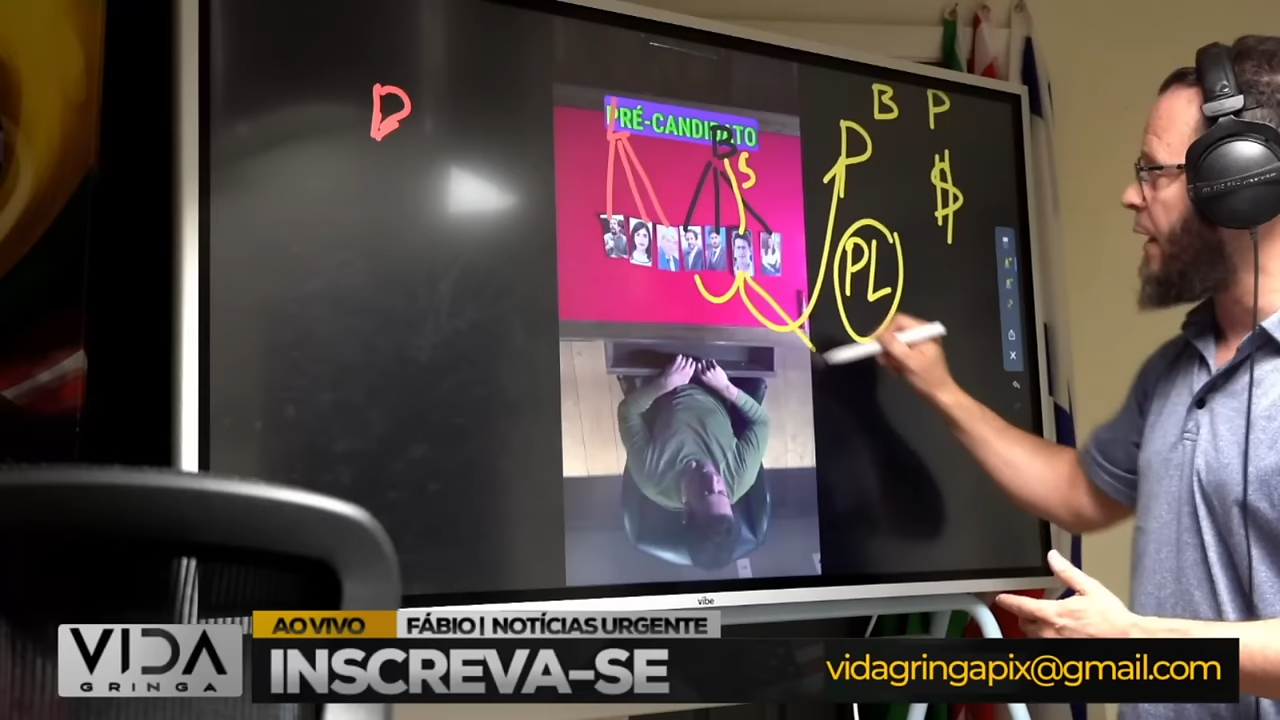 D
PRÉ-CANDIDATO
L
B
S
P
B P
$
PL
vibe
AO VIVO
FÁBIO | NOTÍCIAS URGENTE
VIDA
GRINGA
INSCREVA-SE
vidagringapix@gmail.com